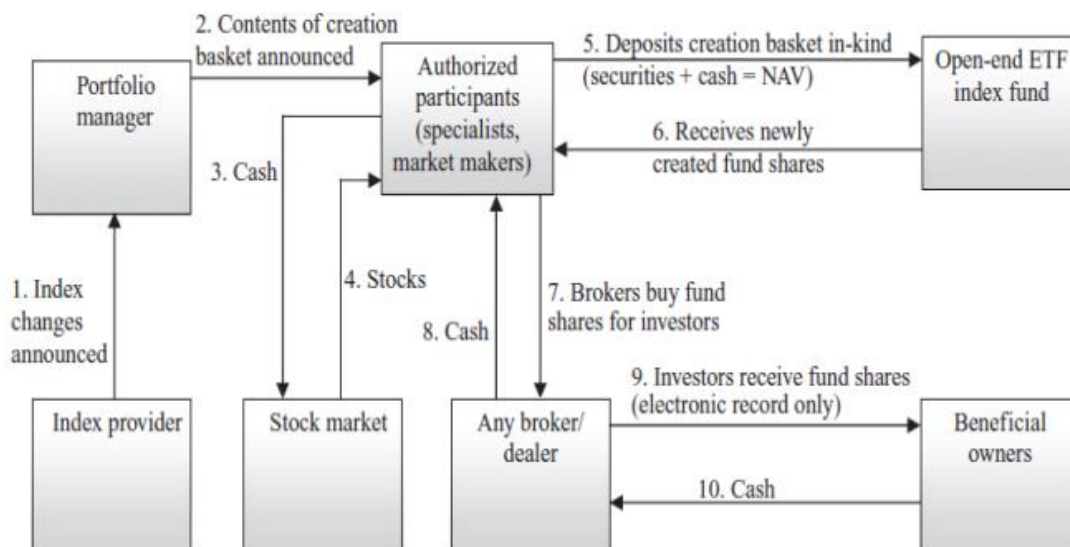 2. Contents of creation
basket announced
Portfolio
manager
Authorized
participants
(specialists,
market makers)
5. Deposits creation basket in-kind
(securities + cash = NAV)
Open-end ETF
index fund
6. Receives newly
created fund shares
3. Cash
4. Stocks
1. Index
changes
announced
8. Cash
7. Brokers buy fund
shares for investors
9. Investors receive fund shares
(electronic record only)
Index provider
Stock market
Any broker/
dealer
Beneficial
owners
10. Cash